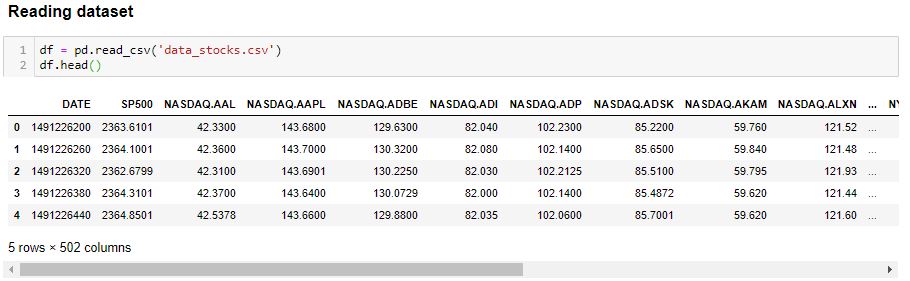 Reading dataset
1 df = pd.read_csv('data_stocks.csv')
2 df.head()
DATE SP500 NASDAQ.AAL NASDAQ.AAPL NASDAQ.ADBE NASDAQ.ADI NASDAQ.ADP NASDAQ.ADSK NASDAQ.AKAM NASDAQ.ALXN ... NY
0 1491226200 2363.6101 42.3300 143.6800 129.6300 82.040 102.2300 85.2200 59.760 121.52 ...
1 1491226260 2364.1001 42.3600 143.7000 130.3200 82.080 102.1400 85.6500 59.840 121.48 ...
2 1491226320 2362.6799 42.3100 143.6901 130.2250 82.030 102.2125 85.5100 59.795 121.93 ...
3 1491226380 2364.3101 42.3700 143.6400 130.0729 82.000 102.1400 85.4872 59.620 121.44 ...
4 1491226440 2364.8501 42.5378 143.6600 129.8800 82.035 102.0600 85.7001 59.620 121.60 ...
5 rows × 502 columns